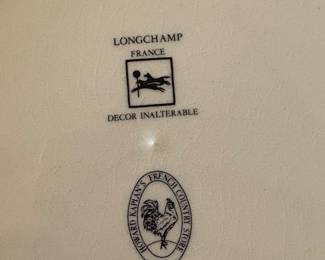 LONGCHAMP
FRANCE
DECOR INALTERABLE
HOWARD KAPLAN'S FRENCH COUNTRY STORE